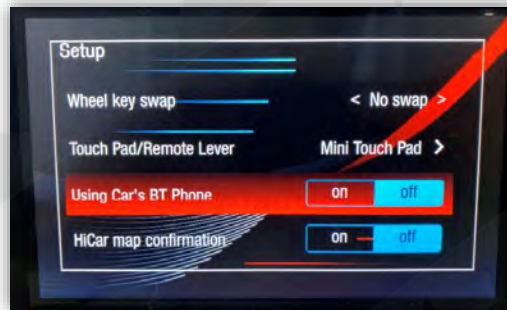 Setup
Wheel key swap < No swap >
Touch Pad/Remote Lever Mini Touch Pad >
Using Car's BT Phone on off
HiCar map confirmation on off